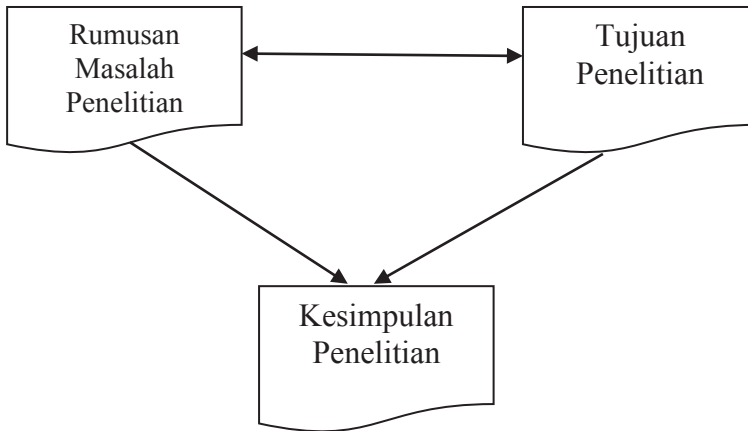 Rumusan
Masalah
Penelitian
Tujuan
Penelitian
Kesimpulan
Penelitian